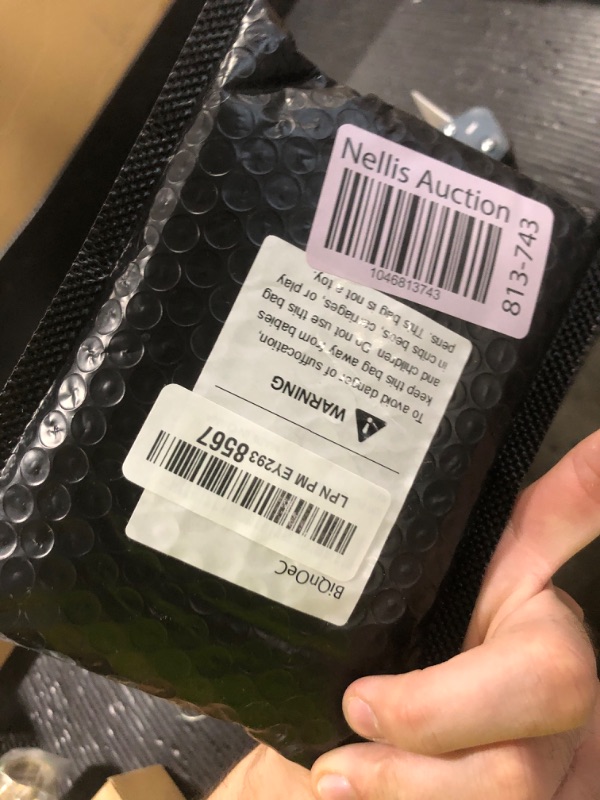 Nellis Auction
1046813743
813-743
BiQnOeC
LPN PM EY293 8567
WARNING
To avoid danger of suffocation,
keep this bag away from babies
and children. Do not use this bag
in cribs, beds, carriages, or play
pens. This bag is not a toy.